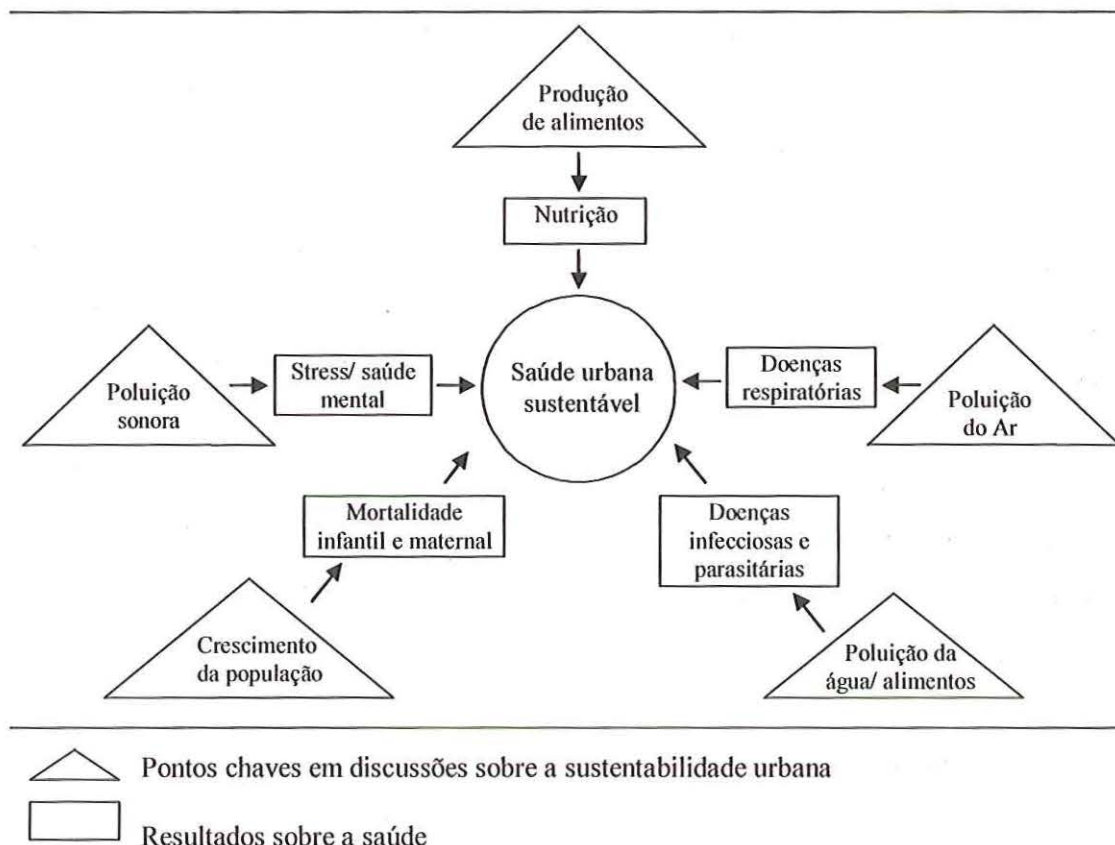 Produção
de alimentos
Nutrição
Poluição
sonora
Stress/ saúde
mental
Saúde urbana
sustentável
Doenças
respiratórias
Poluição
do Ar
Mortalidade
infantil e maternal
Doenças
infecciosas e
parasitárias
Crescimento
da população
Poluição da
água/ alimentos
Pontos chaves em discussões sobre a sustentabilidade urbana
Resultados sobre a saúde